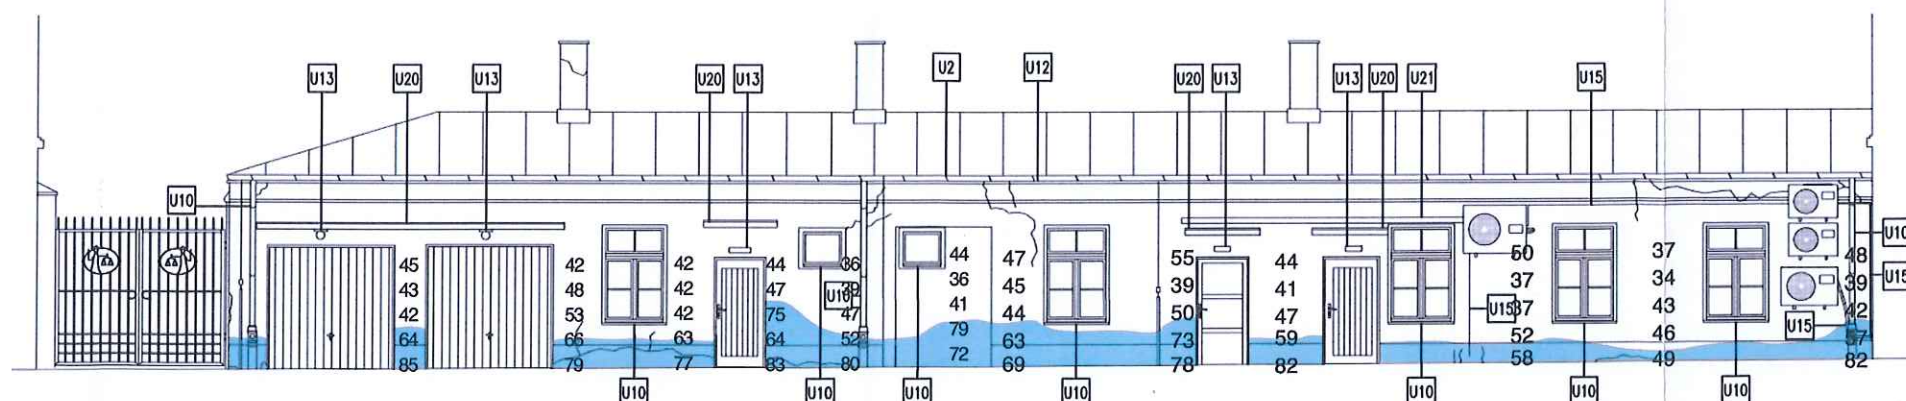 U13 U20 U13 U20 U13 U2 U12 U20 U13 U13 U20 U21 U15
U10
U10
45 42 42 44 36 44 47 55 44 50 37 48
43 48 42 47 39 36 45 39 41 37 34 39
U10 U15
42 53 42 75 47 41 44 50 47 U15 37 43 42
U15
64 66 63 64 52 79 63 73 59 52 46 57
85 79 77 83 80 72 69 78 82 58 49 82
U10 U10 U10 U10 U10 U10 U10